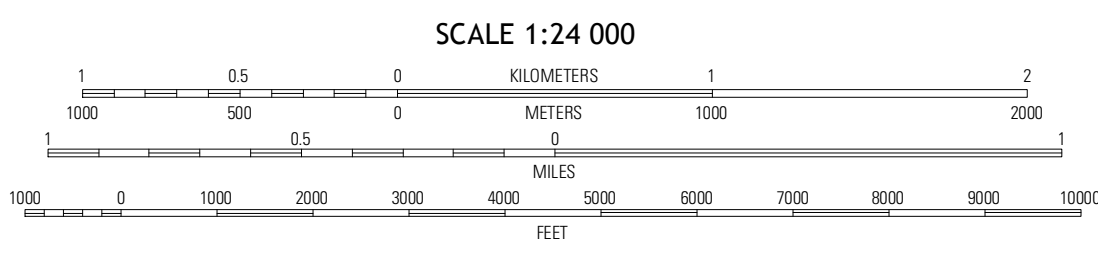 SCALE 1:24 000
1 0.5 0 KILOMETERS 1 2
1000 500 0 METERS 1000 2000
1 0.5 0 1
MILES
1000 0 1000 2000 3000 4000 5000 6000 7000 8000 9000 10000
FEET